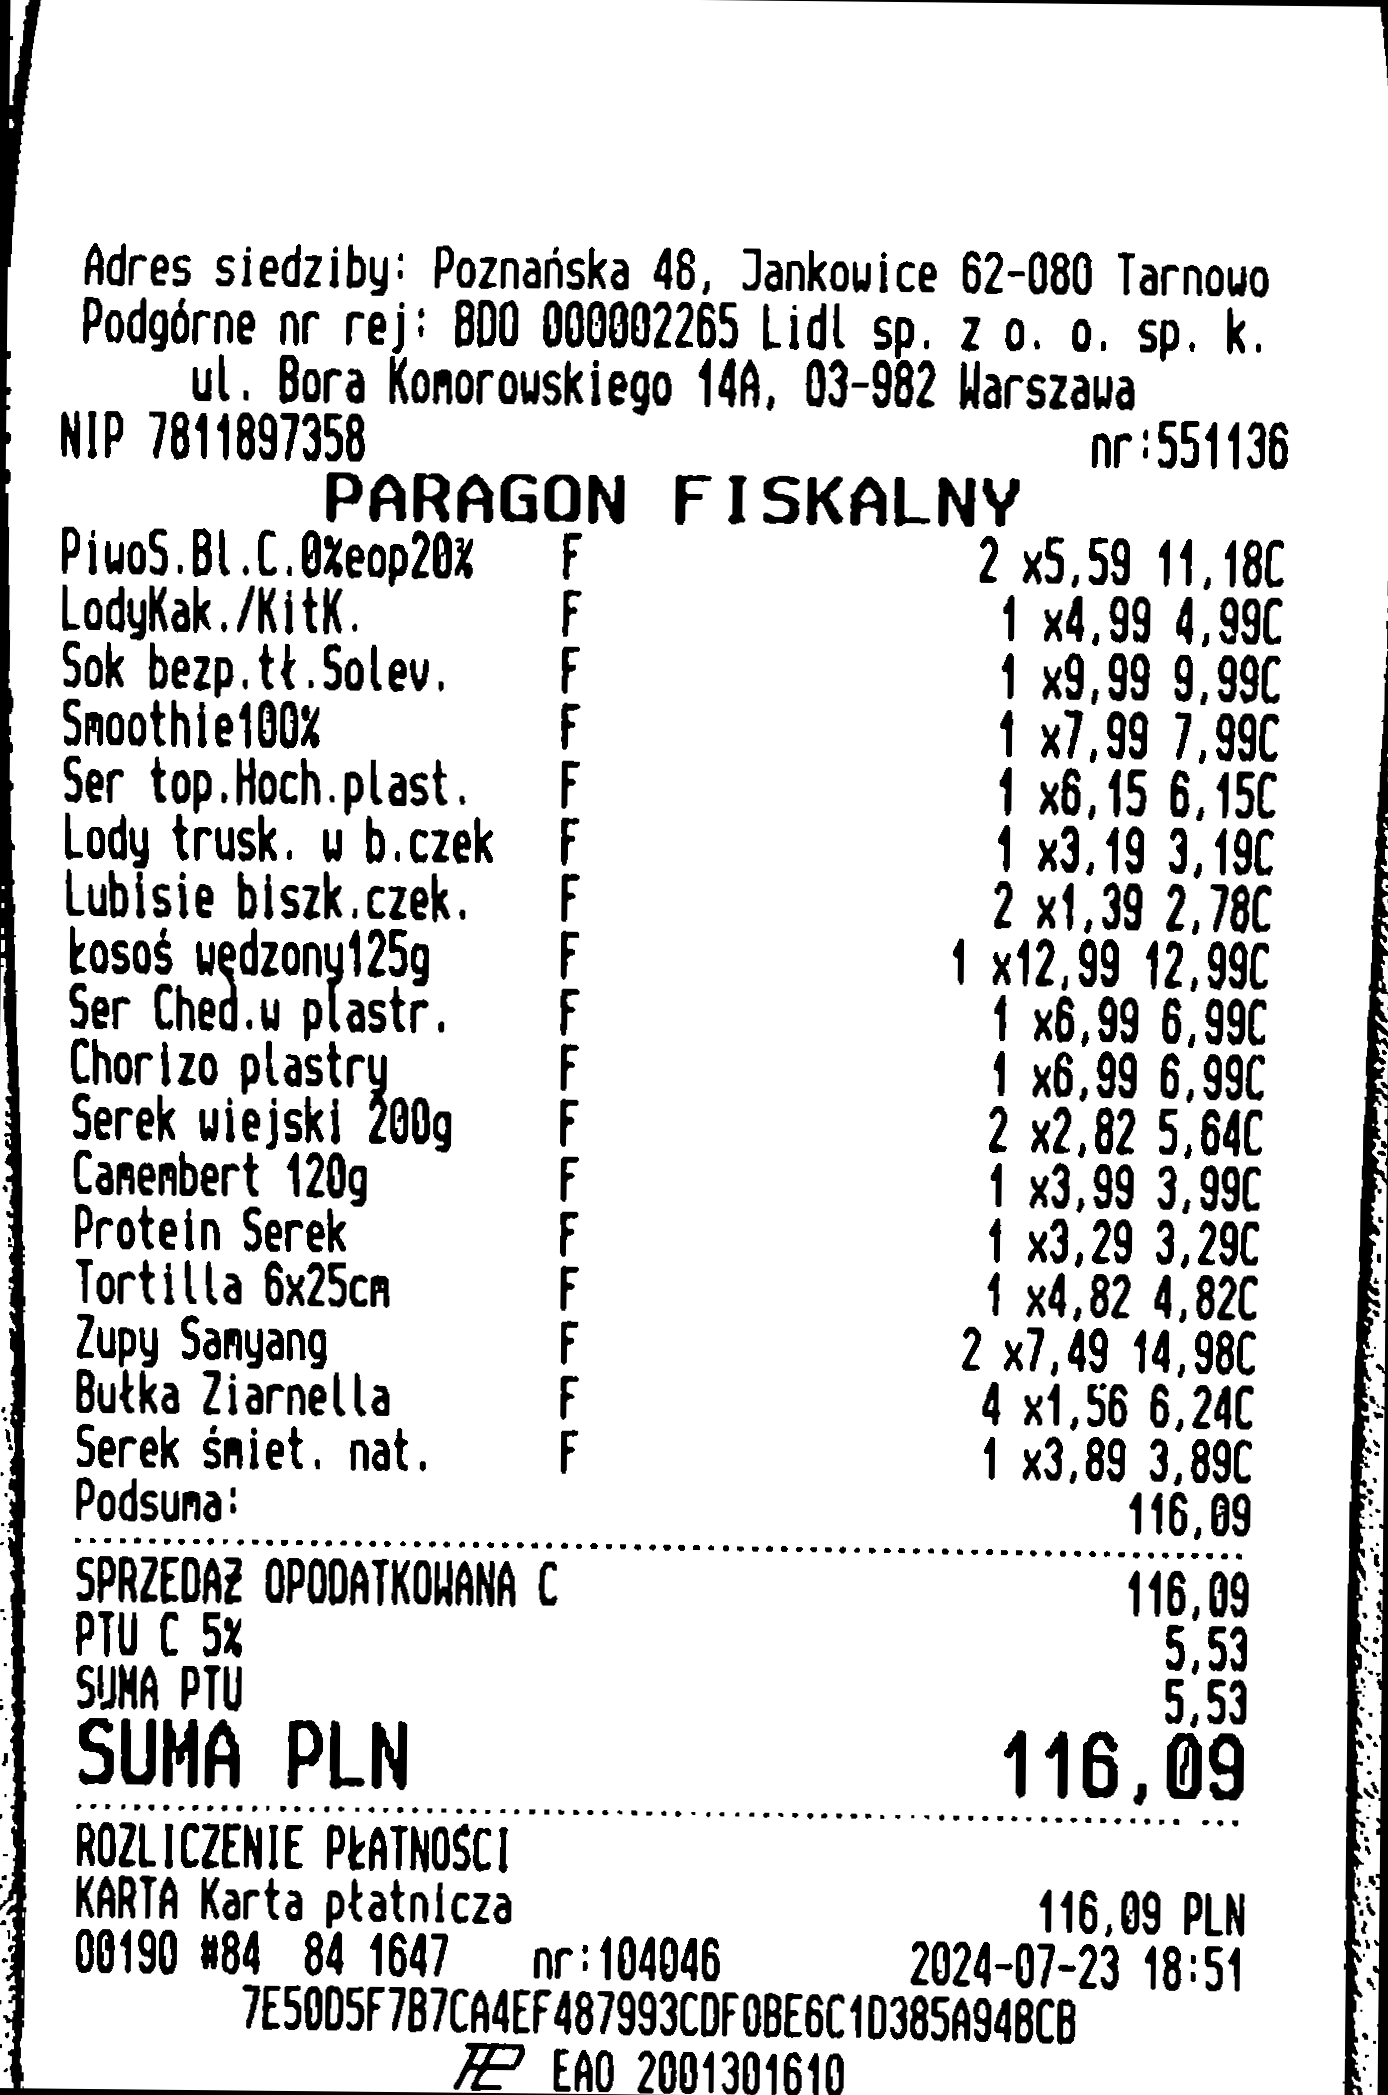 Adres siedziby: Poznańska 48, Jankowice 62-080 Tarnowo
Podgórne nr rej: BDO 000002265 Lidl sp. z o. o. sp. k.
ul. Bora Komorowskiego 14A, 03-982 Warszawa
NIP 7811897358 nr:551136
PARAGON FISKALNY
PiwoS.Bl.C.0%eop20% F 2 x5,59 11,18C
LodyKak./KitK. F 1 x4,99 4,99C
Sok bezp.tł.Solev. F 1 x9,99 9,99C
Smoothie100% F 1 x7,99 7,99C
Ser top.Hoch.plast. F 1 x6,15 6,15C
Lody trusk. w b.czek F 1 x3,19 3,19C
Lubisie biszk.czek. F 2 x1,39 2,78C
Łosoś wędzony125g F 1 x12,99 12,99C
Ser Ched.w plastr. F 1 x6,99 6,99C
Chorizo plastry F 1 x6,99 6,99C
Serek wiejski 200g F 2 x2,82 5,64C
Camembert 120g F 1 x3,99 3,99C
Protein Serek F 1 x3,29 3,29C
Tortilla 6x25cm F 1 x4,82 4,82C
Zupy Samyang F 2 x7,49 14,98C
Bułka Ziarnella F 4 x1,56 6,24C
Serek śmiet. nat. F 1 x3,89 3,89C
Podsuma: 116,09
SPRZEDAŻ OPODATKOWANA C 116,09
PTU C 5% 5,53
SUMA PTU 5,53
SUMA PLN 116,09
ROZLICZENIE PŁATNOŚCI
KARTA Karta płatnicza 116,09 PLN
00190 #84 84 1647 nr:104046 2024-07-23 18:51
7E50D5F7B7CA4EF487993CDF0BE6C1D385A94BCB
EAO 2001301610